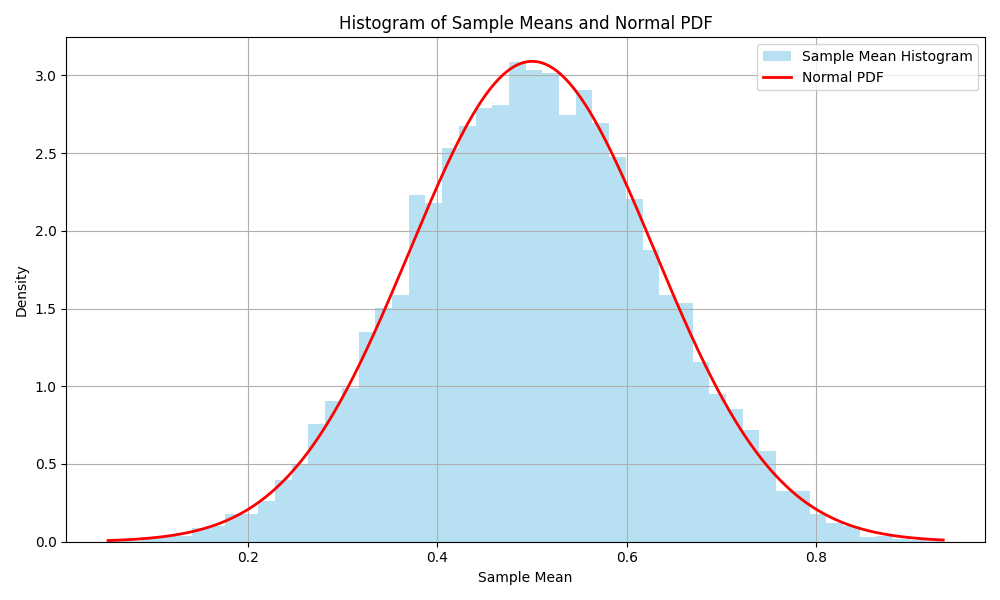 Histogram of Sample Means and Normal PDF
Sample Mean Histogram
Normal PDF
3.0
2.5
2.0
1.5
1.0
0.5
0.0
Density
0.2 0.4 0.6 0.8
Sample Mean